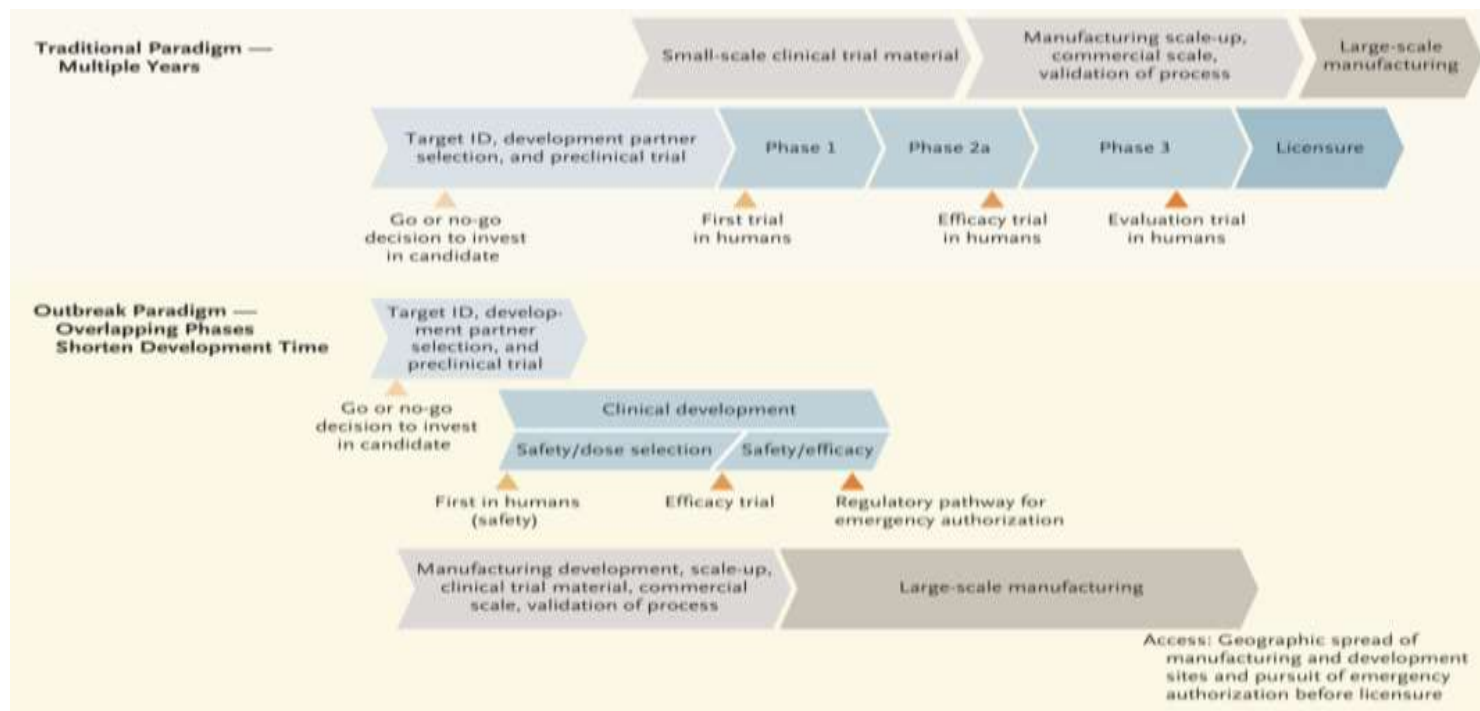 Traditional Paradigm —
Multiple Years
Small-scale clinical trial material
Manufacturing scale-up,
commercial scale,
validation of process
Large-scale
manufacturing
Target ID, development partner
selection, and preclinical trial
Phase 1
Phase 2a
Phase 3
Licensure
Go or no-go
decision to invest
in candidate
First trial
in humans
Efficacy trial
in humans
Evaluation trial
in humans
Outbreak Paradigm —
Overlapping Phases
Shorten Development Time
Target ID, develop-
ment partner
selection, and
preclinical trial
Go or no-go
decision to invest
in candidate
Clinical development
Safety/dose selection
Safety/efficacy
First in humans
(safety)
Efficacy trial
Regulatory pathway for
emergency authorization
Manufacturing development, scale-up,
clinical trial material, commercial
scale, validation of process
Large-scale manufacturing
Access: Geographic spread of
manufacturing and development
sites and pursuit of emergency
authorization before licensure